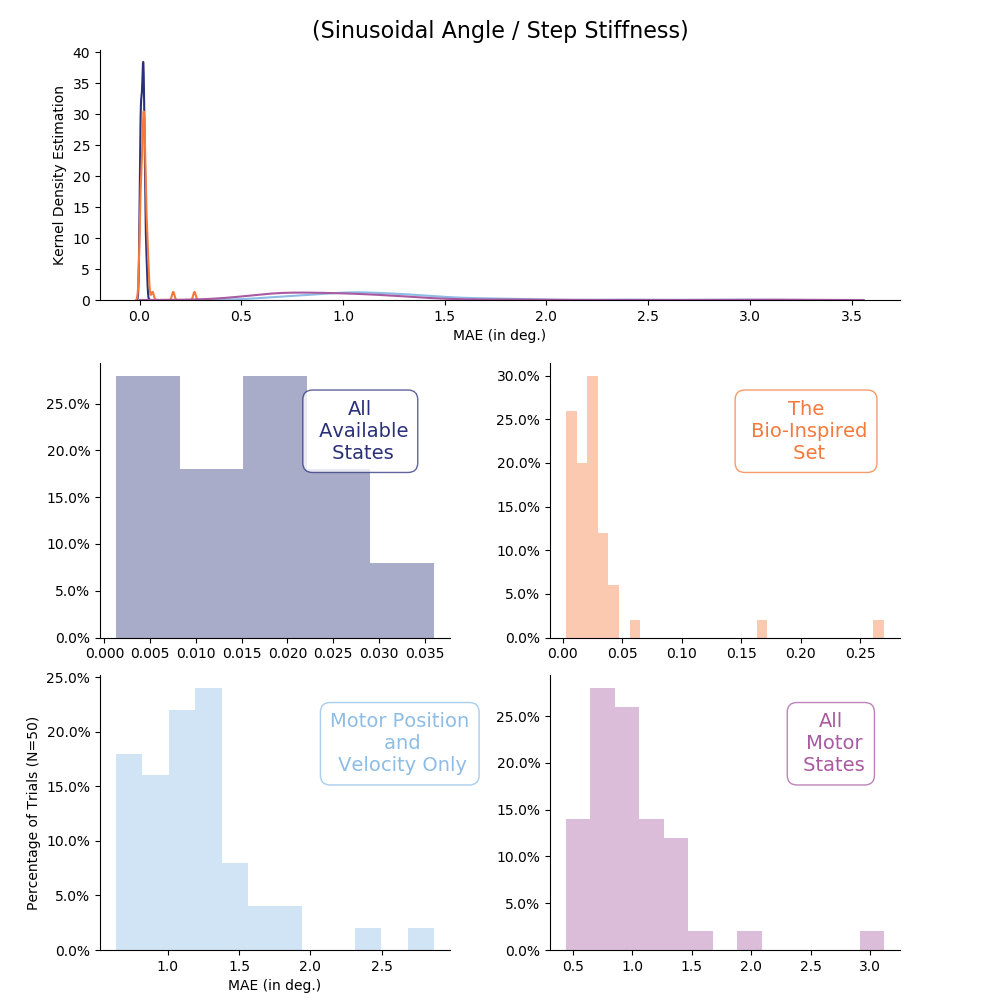 (Sinusoidal Angle / Step Stiffness)
40
35
30
25
20
15
10
5
0
Kernel Density Estimation
0.0 0.5 1.0 1.5 2.0 2.5 3.0 3.5
MAE (in deg.)
25.0%
20.0%
15.0%
10.0%
5.0%
0.0%
0.000 0.005 0.010 0.015 0.020 0.025 0.030 0.035
All
Available
States
30.0%
25.0%
20.0%
15.0%
10.0%
5.0%
0.0%
0.00 0.05 0.10 0.15 0.20 0.25
The
Bio-Inspired
Set
25.0%
20.0%
15.0%
10.0%
5.0%
0.0%
Percentage of Trials (N=50)
1.0 1.5 2.0 2.5
MAE (in deg.)
Motor Position
and
Velocity Only
25.0%
20.0%
15.0%
10.0%
5.0%
0.0%
0.5 1.0 1.5 2.0 2.5 3.0
All
Motor
States